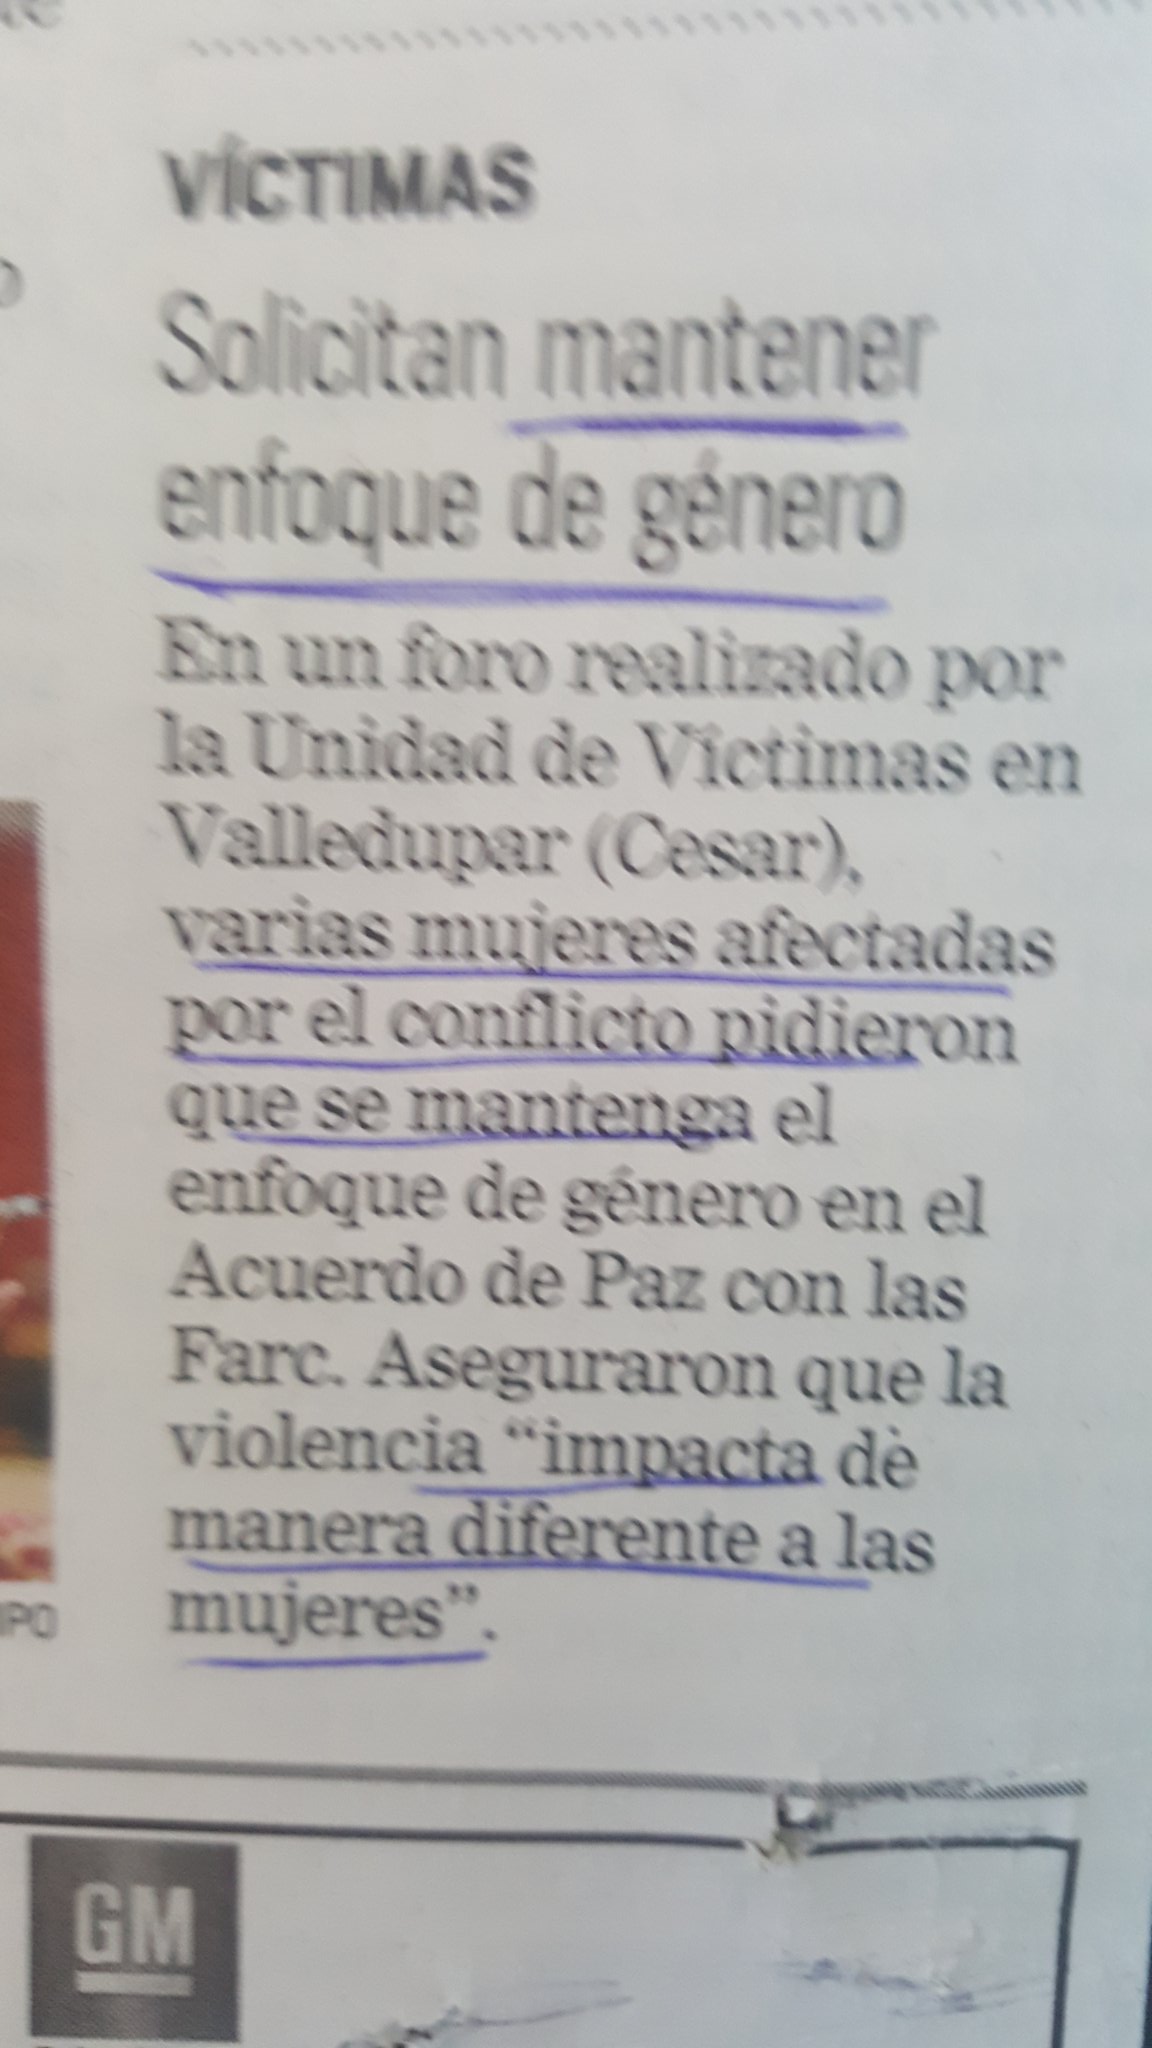 VÍCTIMAS
Solicitan mantener
enfoque de género
En un foro realizado por
la Unidad de Víctimas en
Valledupar (Cesar),
varias mujeres afectadas
por el conflicto pidieron
que se mantenga el
enfoque de género en el
Acuerdo de Paz con las
Farc. Aseguraron que la
violencia “impacta de
manera diferente a las
mujeres”.
GM